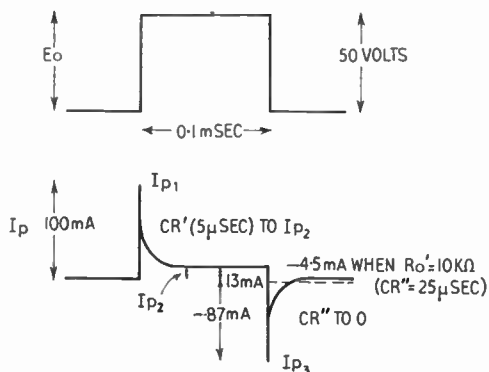 Eo
50 VOLTS
0·1 mSEC
Ip1
Ip 100mA
CR' (5μSEC) TO Ip2
-4·5mA WHEN Ro'=10KΩ
(CR"=25μSEC)
13mA
Ip2
-87mA
CR" TO 0
Ip3